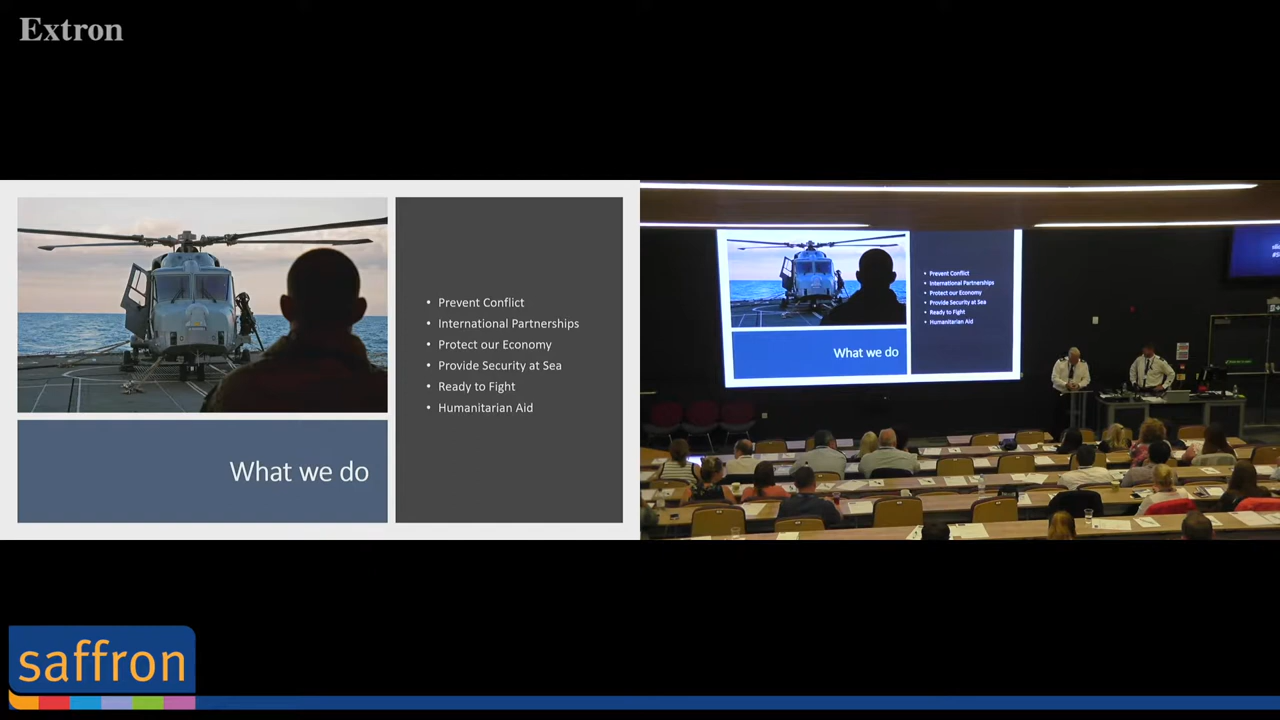 Extron
Prevent Conflict
International Partnerships
Protect our Economy
Provide Security at Sea
Ready to Fight
Humanitarian Aid
What we do
Prevent Conflict
International Partnerships
Protect our Economy
Provide Security at Sea
Ready to Fight
Humanitarian Aid
What we do
saffron